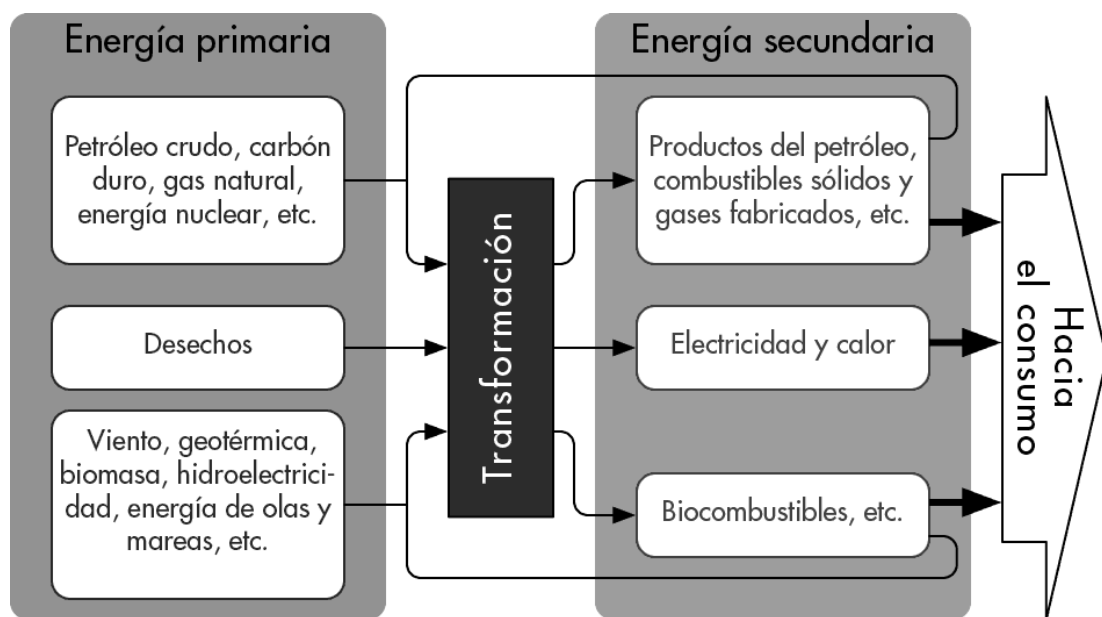 Energía primaria
Petróleo crudo, carbón
duro, gas natural,
energía nuclear, etc.
Desechos
Viento, geotérmica,
biomasa, hidroelectrici-
dad, energía de olas y
mareas, etc.
Transformación
Energía secundaria
Productos del petróleo,
combustibles sólidos y
gases fabricados, etc.
Electricidad y calor
Biocombustibles, etc.
Hacia
el consumo